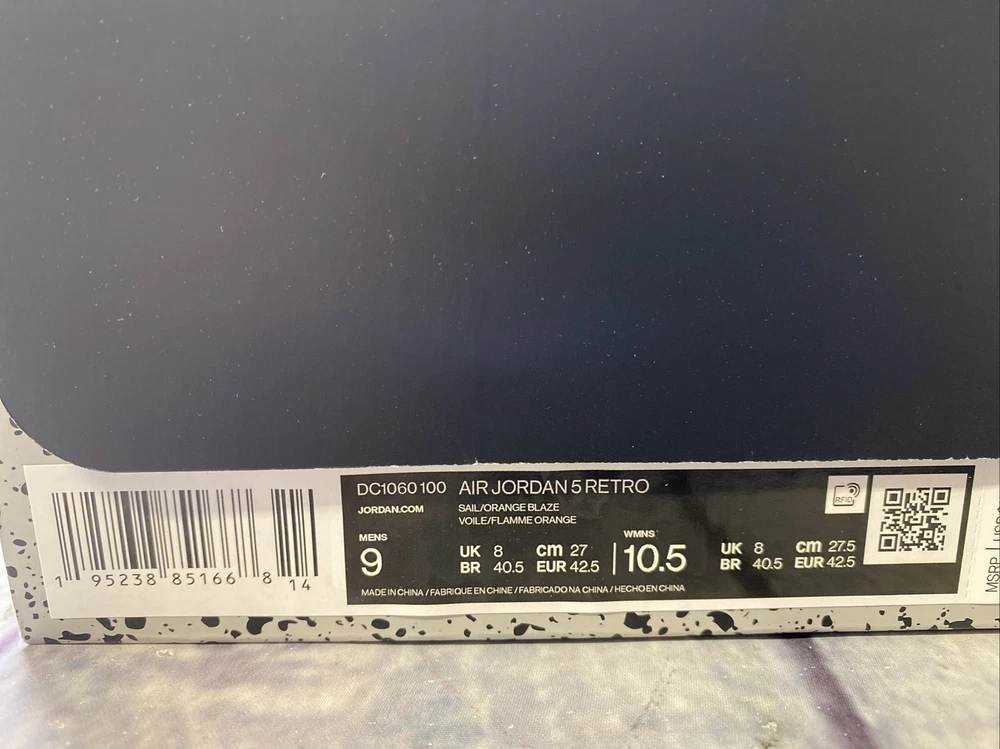 1 95238 85166 8 14
DC1060 100 AIR JORDAN 5 RETRO
JORDAN.COM SAIL/ORANGE BLAZE
VOILE/FLAMME ORANGE
MENS
9
UK 8 cm 27
BR 40.5 EUR 42.5
WMNS
10.5
UK 8 cm 27.5
BR 40.5 EUR 42.5
MADE IN CHINA / FABRIQUE EN CHINE / FABRICADO NA CHINA / HECHO EN CHINA
RFID
MSRP